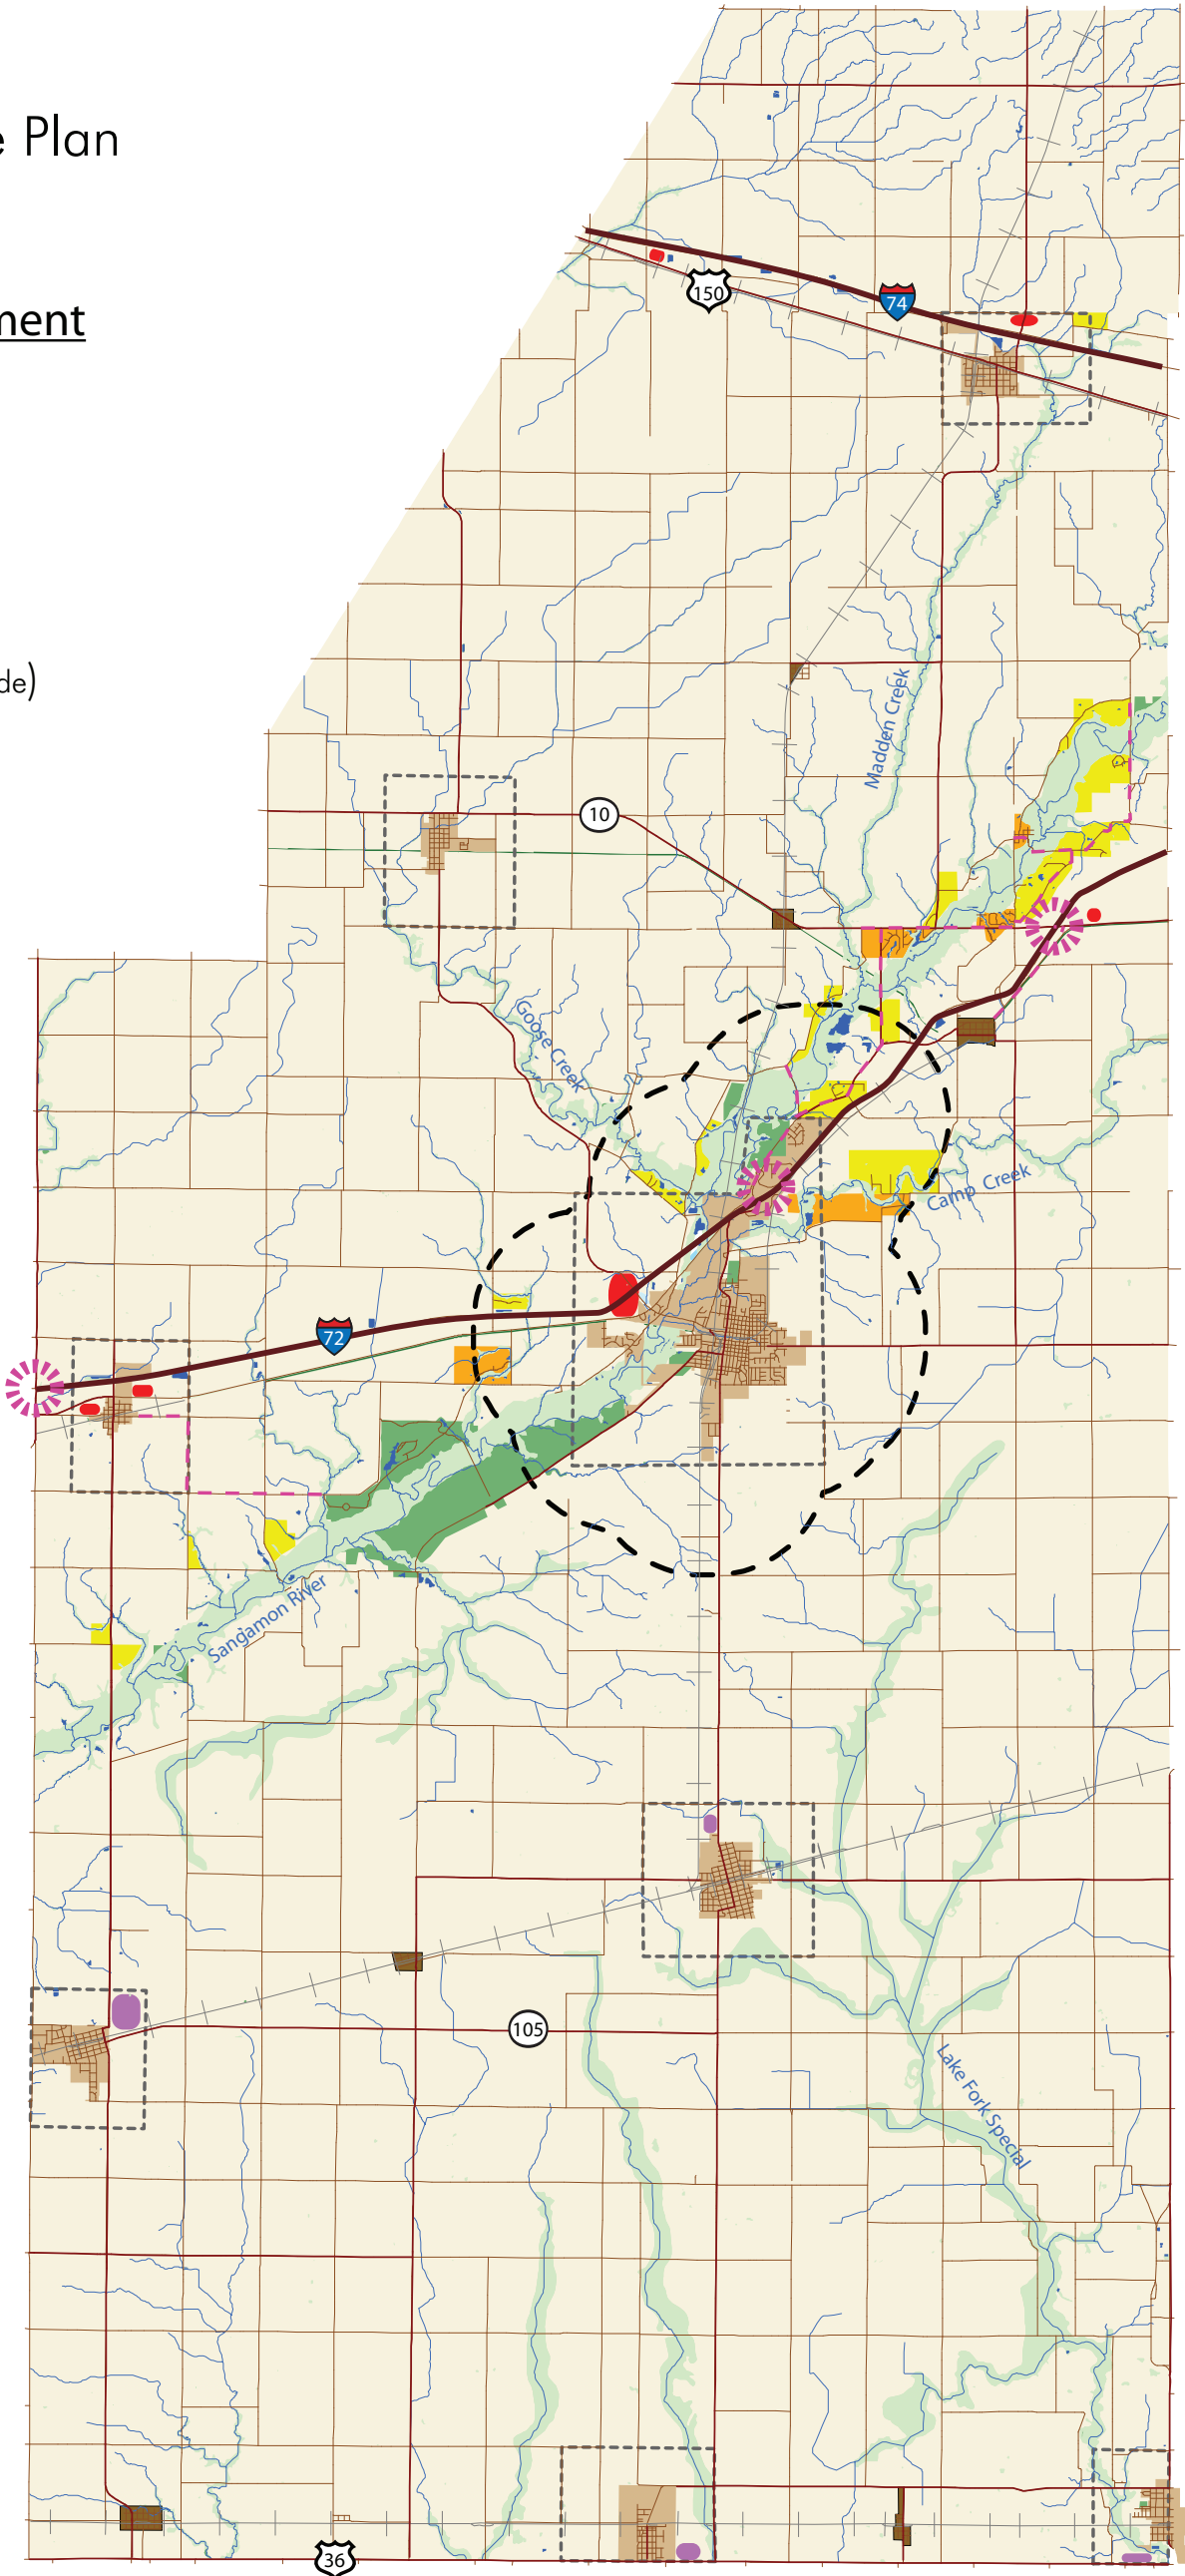 e Plan
ment
de)
150
74
Madden Creek
10
Goose Creek
Camp Creek
72
Sangamon River
105
Lake Fork Special
36